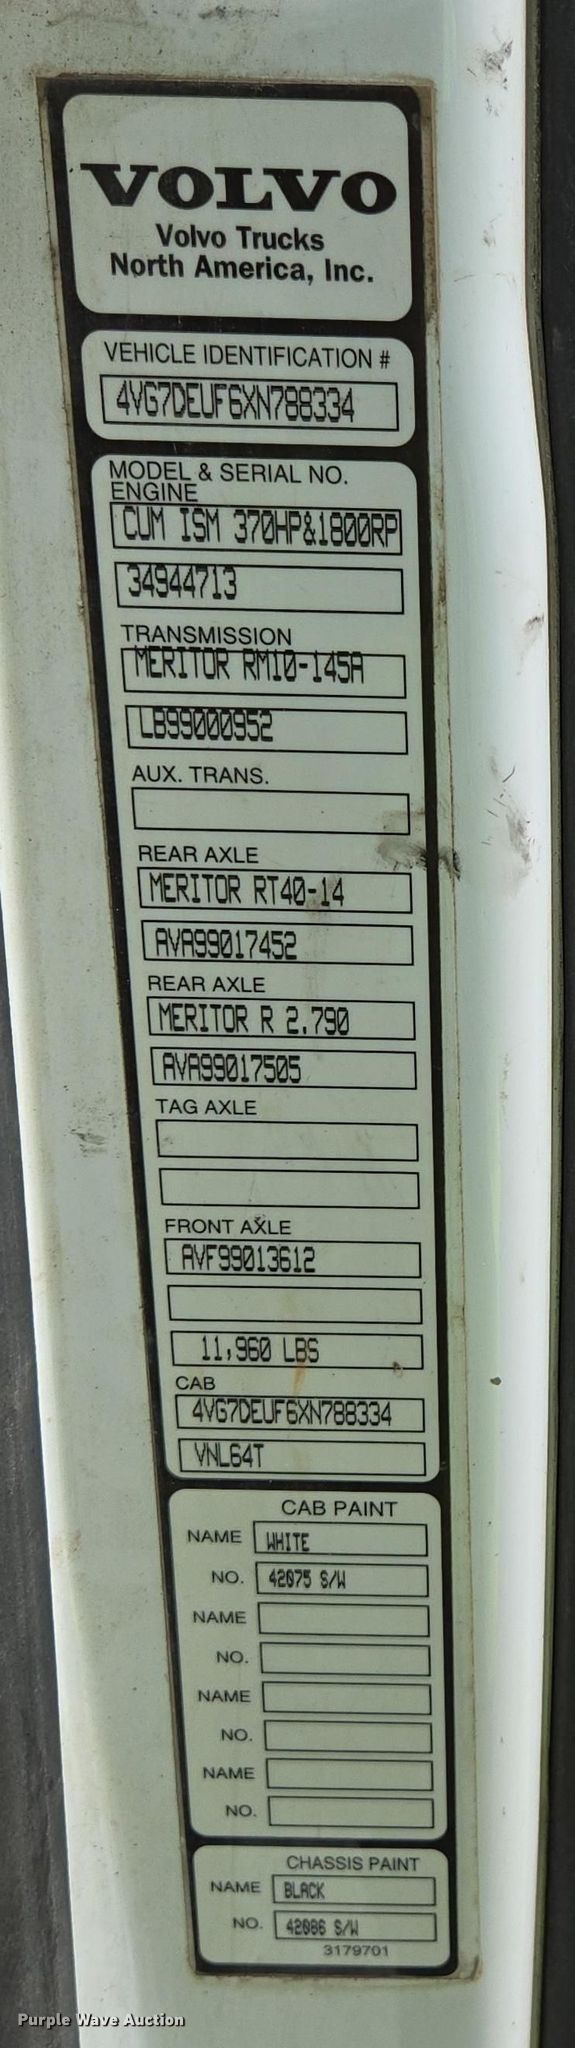 VOLVO
Volvo Trucks
North America, Inc.
VEHICLE IDENTIFICATION #
4VG7DEUF6XN788334
MODEL & SERIAL NO.
ENGINE
CUM ISM 370HP&1800RP
34944713
TRANSMISSION
MERITOR RM10-145A
LB99000952
AUX. TRANS.
REAR AXLE
MERITOR RT40-14
AVA99017452
REAR AXLE
MERITOR R 2.790
AVA99017505
TAG AXLE
FRONT AXLE
AVF99013612
11,960 LBS
CAB
4VG7DEUF6XN788334
VNL64T
CAB PAINT
NAME WHITE
NO. 42075 S/W
NAME
NO.
NAME
NO.
NAME
NO.
CHASSIS PAINT
NAME BLACK
NO. 42086 S/W
3179701
Purple Wave Auction